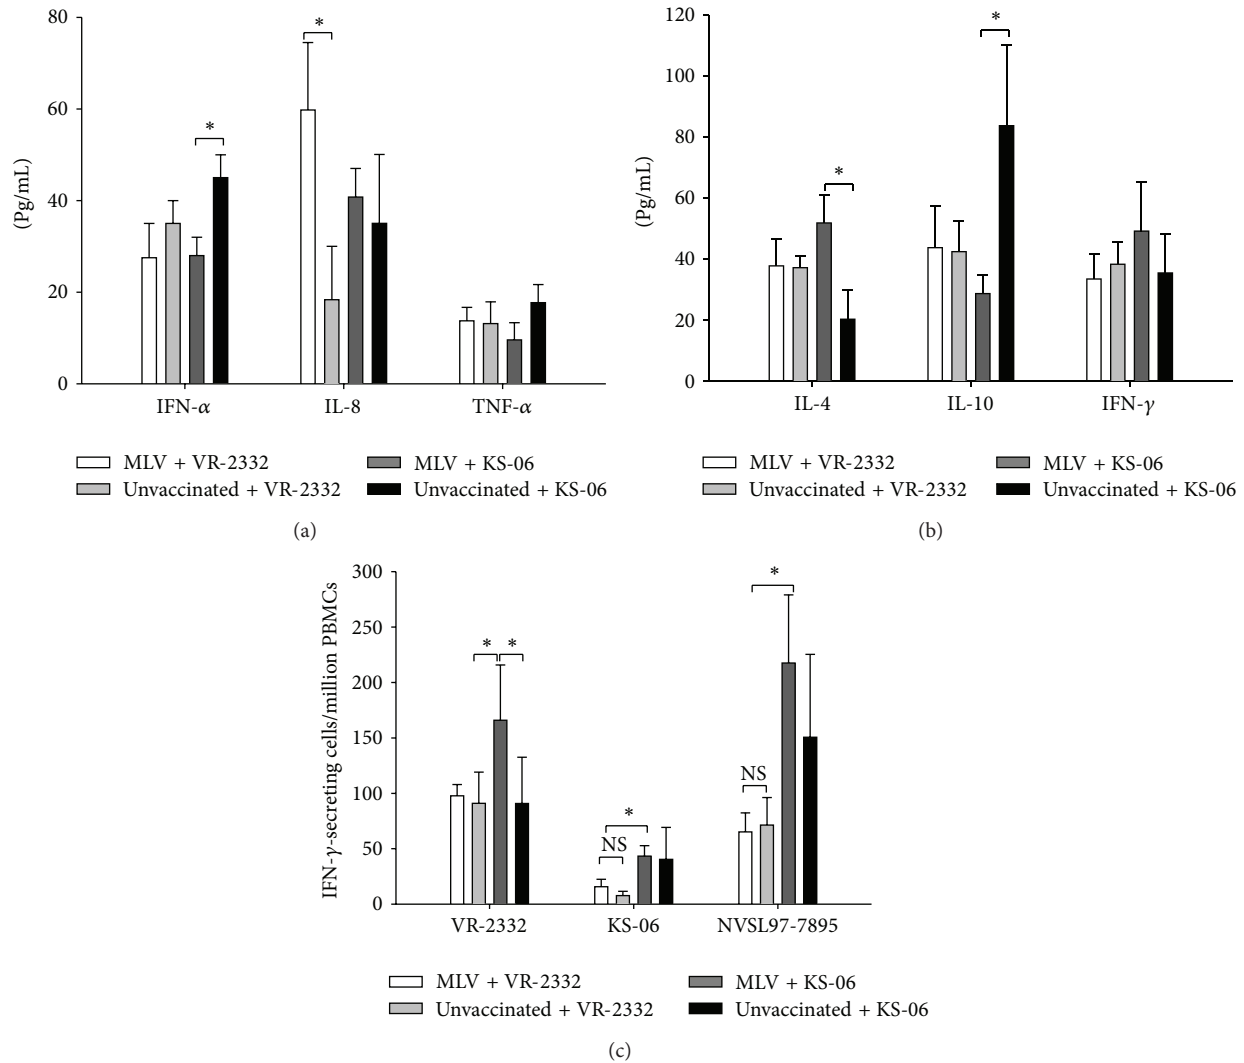 80
60
40
20
0
(Pg/mL)
*
*
IFN-α
IL-8
TNF-α
MLV + VR-2332
Unvaccinated + VR-2332
MLV + KS-06
Unvaccinated + KS-06
(a)
120
100
80
60
40
20
0
(Pg/mL)
*
*
IL-4
IL-10
IFN-γ
MLV + VR-2332
Unvaccinated + VR-2332
MLV + KS-06
Unvaccinated + KS-06
(b)
300
250
200
150
100
50
0
IFN-γ-secreting cells/million PBMCs
*
*
NS
*
NS
*
VR-2332
KS-06
NVSL97-7895
MLV + VR-2332
Unvaccinated + VR-2332
MLV + KS-06
Unvaccinated + KS-06
(c)